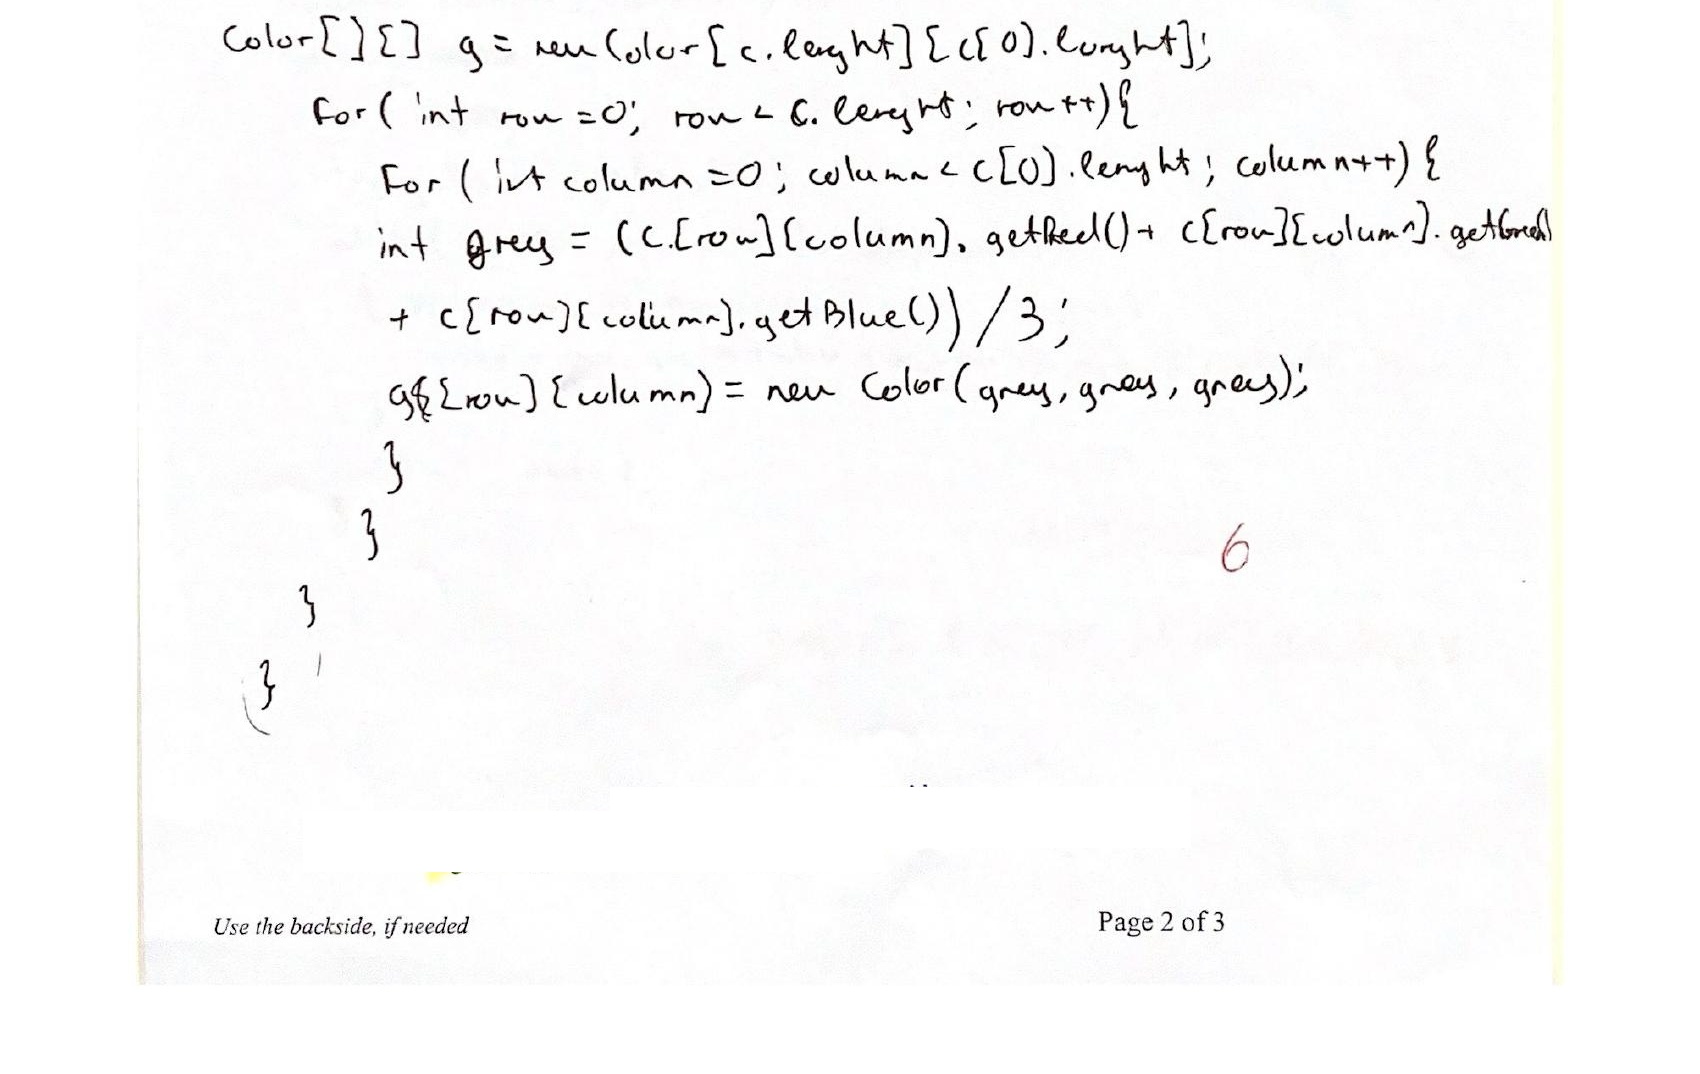 Color[][] g = new Color[c.lenght][c[0].lenght];
For( int row =0; row < c.lenght; row++){
For( int column =0; column < c[0].lenght; column++){
int grey = (c.[row][column). getRed()+ c[row][column]. getGreen()
+ c[row][column]. getBlue()) /3;
g[row][column) = new Color(grey, grey, grey);
}
}
6
}
}
Use the backside, if needed
Page 2 of 3